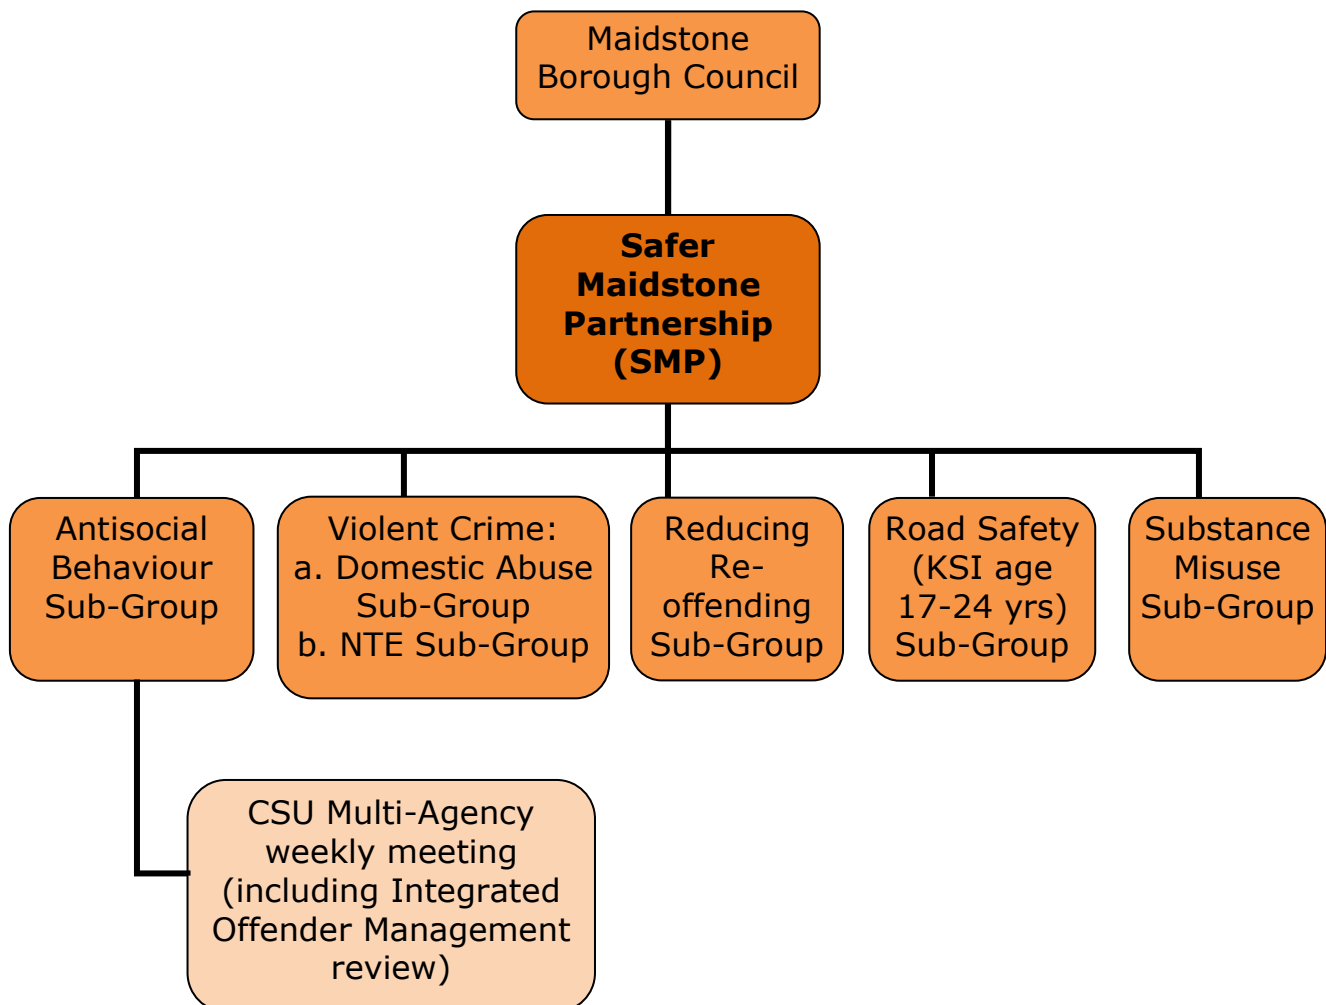 Maidstone
Borough Council
Safer
Maidstone
Partnership
(SMP)
Antisocial
Behaviour
Sub-Group
Violent Crime:
a. Domestic Abuse
Sub-Group
b. NTE Sub-Group
Reducing
Re-
offending
Sub-Group
Road Safety
(KSI age
17-24 yrs)
Sub-Group
Substance
Misuse
Sub-Group
CSU Multi-Agency
weekly meeting
(including Integrated
Offender Management
review)